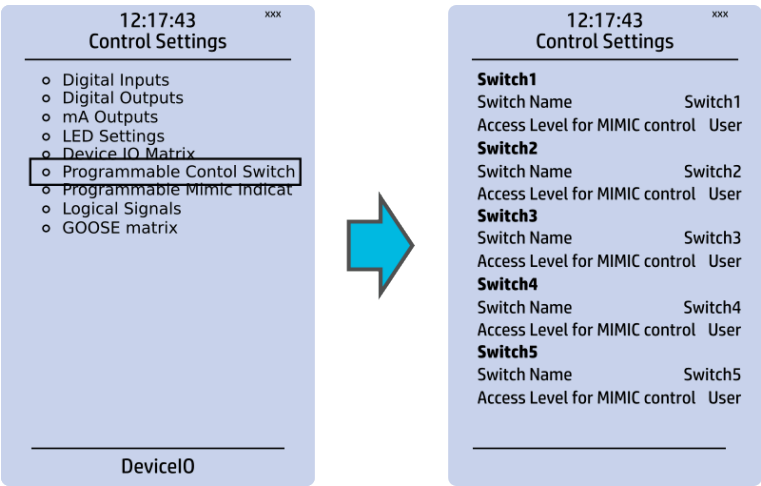 12:17:43 xxx
Control Settings
Digital Inputs
Digital Outputs
mA Outputs
LED Settings
Device IO Matrix
Programmable Contol Switch
Programmable Mimic Indicat
Logical Signals
GOOSE matrix
DeviceIO
12:17:43 xxx
Control Settings
Switch1
Switch Name Switch1
Access Level for MIMIC control User
Switch2
Switch Name Switch2
Access Level for MIMIC control User
Switch3
Switch Name Switch3
Access Level for MIMIC control User
Switch4
Switch Name Switch4
Access Level for MIMIC control User
Switch5
Switch Name Switch5
Access Level for MIMIC control User